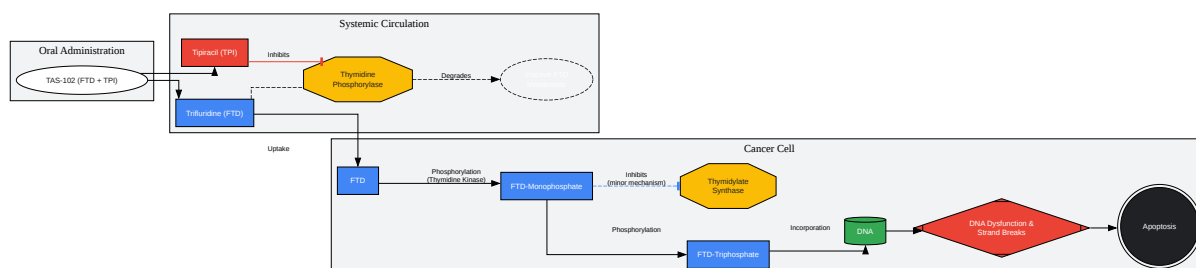 Systemic Circulation
Oral Administration
TAS-102 (FTD + TPI)
Tipiracil (TPI)
Inhibits
Thymidine
Phosphorylase
Degrades
Trifluridine (FTD)
Uptake
Cancer Cell
FTD
Phosphorylation
(Thymidine Kinase)
FTD-Monophosphate
Inhibits
(minor mechanism)
Thymidylate
Synthase
Phosphorylation
FTD-Triphosphate
Incorporation
DNA
DNA Dysfunction &
Strand Breaks
Apoptosis